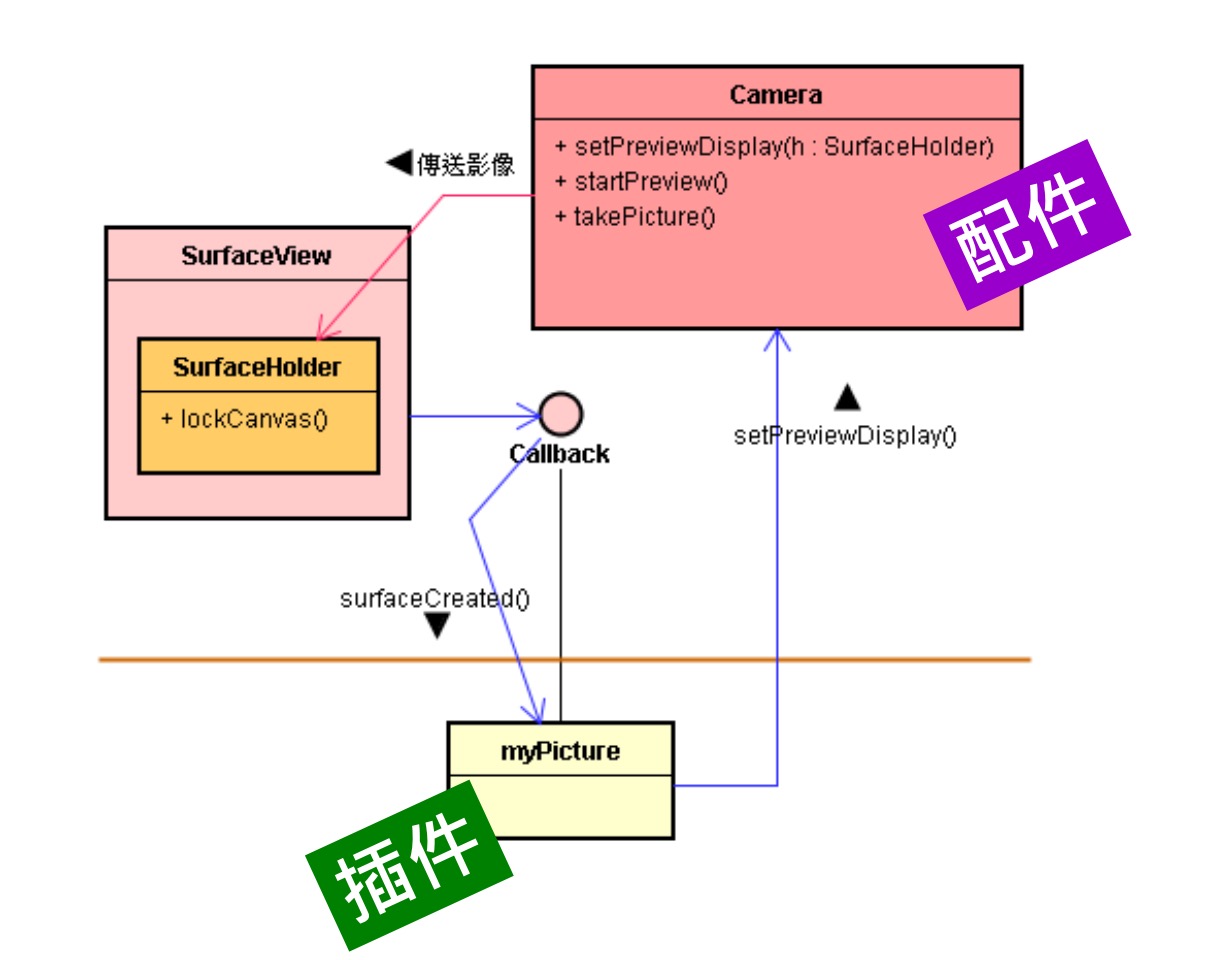 Camera
+ setPreviewDisplay(h : SurfaceHolder)
+ startPreview()
+ takePicture()
配件
◀傳送影像
SurfaceView
SurfaceHolder
+ lockCanvas()
Callback
▲
setPreviewDisplay()
surfaceCreated()
▼
myPicture
插件